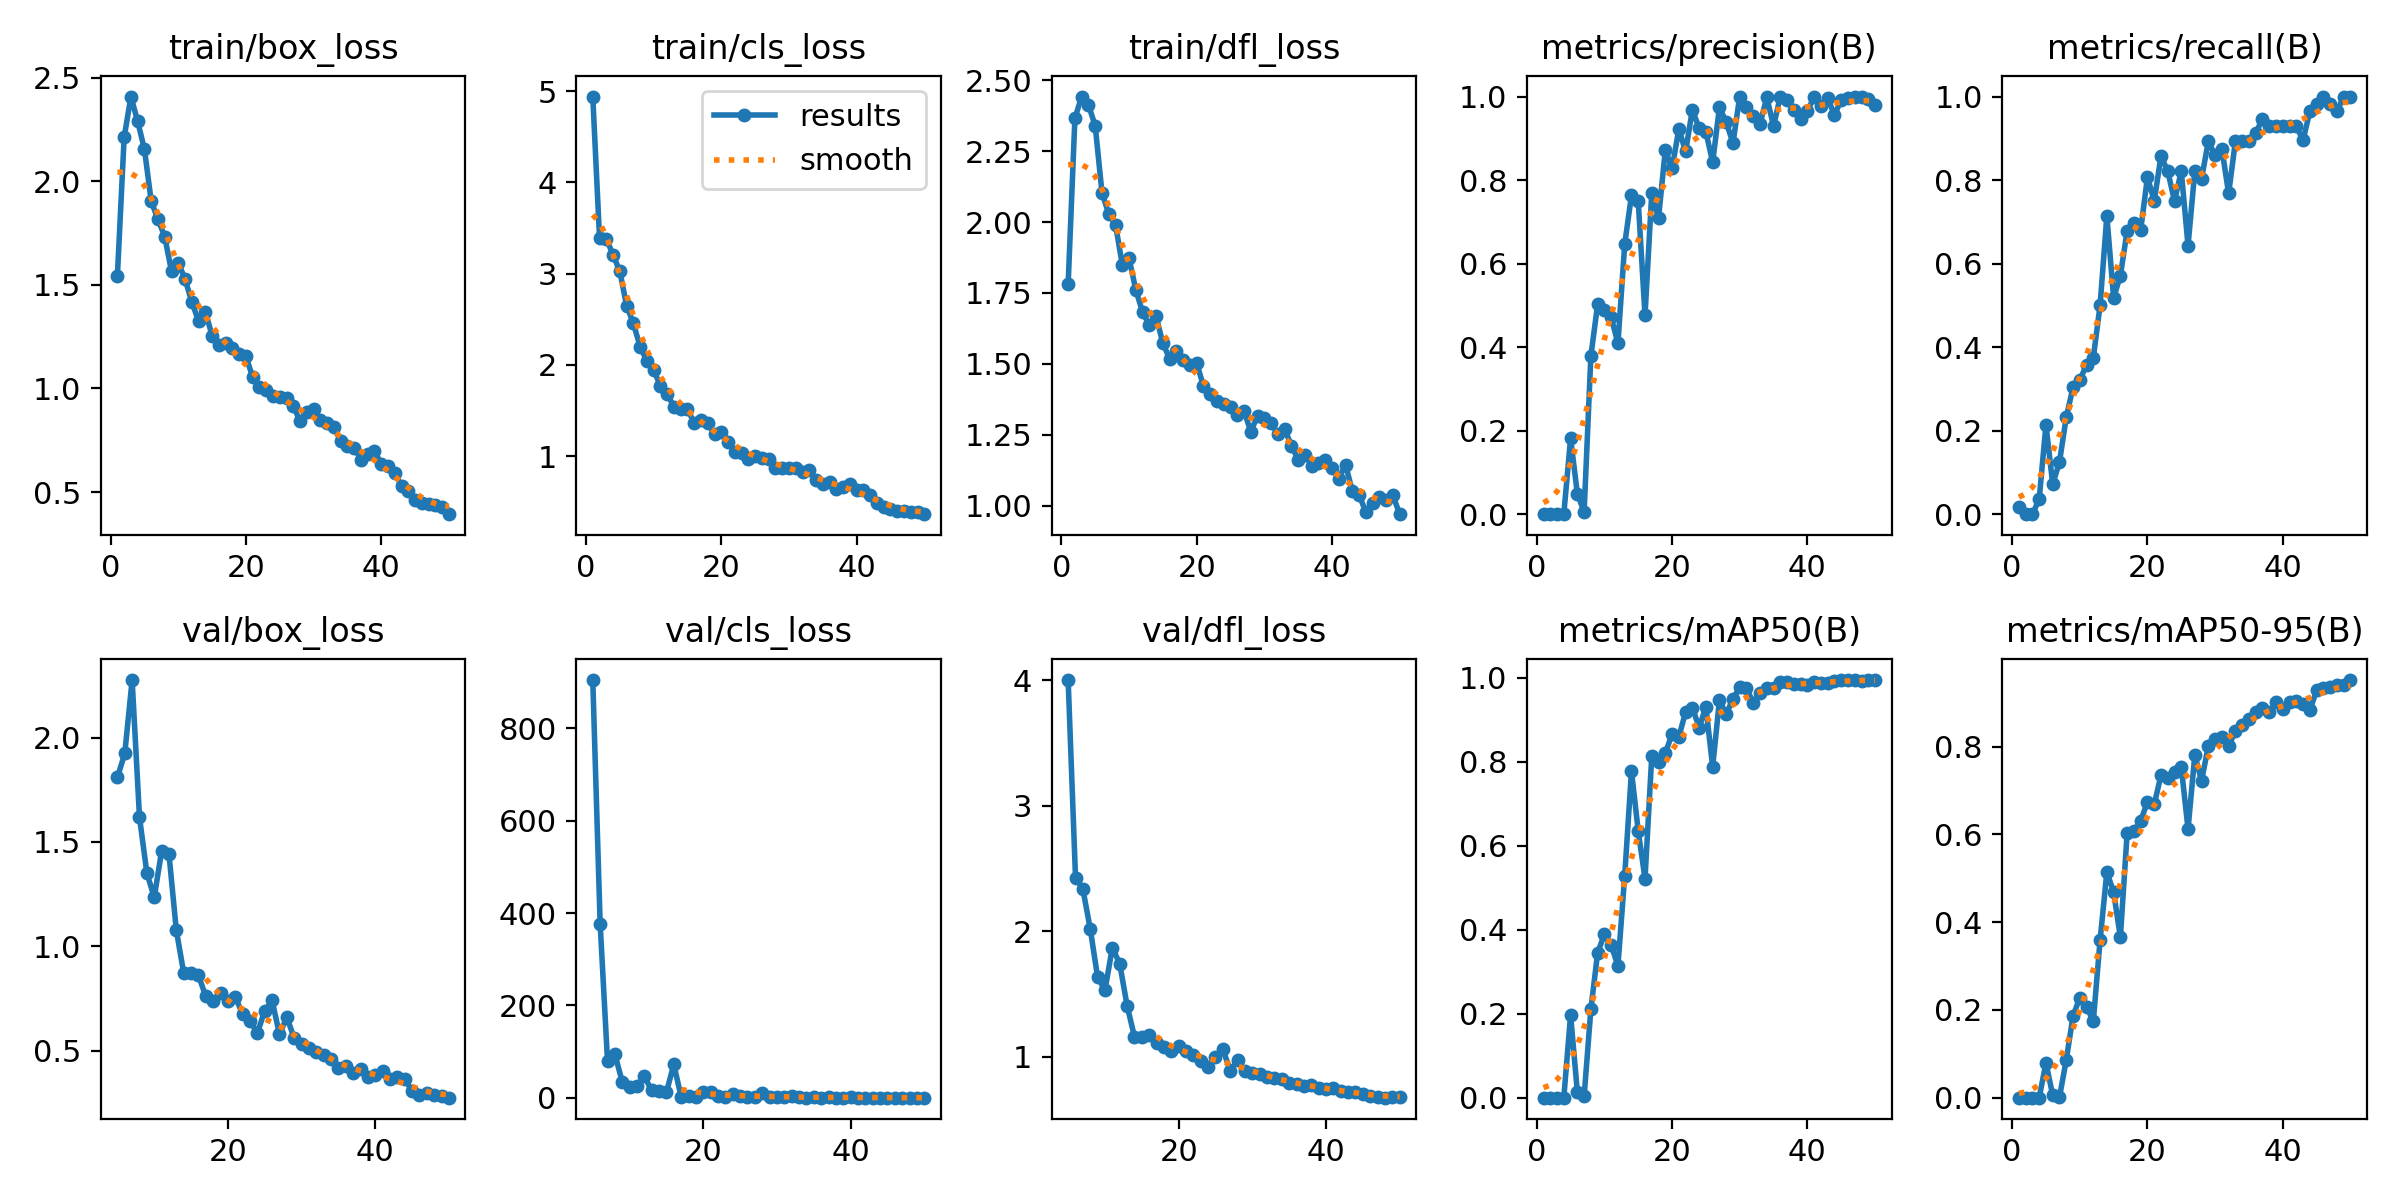 train/box_loss
2.5
2.0
1.5
1.0
0.5
0 20 40
train/cls_loss
results
smooth
5
4
3
2
1
0 20 40
train/dfl_loss
2.50
2.25
2.00
1.75
1.50
1.25
1.00
0 20 40
metrics/precision(B)
1.0
0.8
0.6
0.4
0.2
0.0
0 20 40
metrics/recall(B)
1.0
0.8
0.6
0.4
0.2
0.0
0 20 40
val/box_loss
2.0
1.5
1.0
0.5
20 40
val/cls_loss
800
600
400
200
0
20 40
val/dfl_loss
4
3
2
1
20 40
metrics/mAP50(B)
1.0
0.8
0.6
0.4
0.2
0.0
0 20 40
metrics/mAP50-95(B)
0.8
0.6
0.4
0.2
0.0
0 20 40